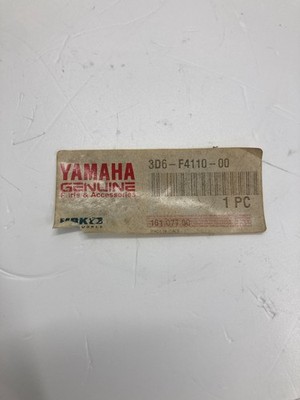 YAMAHA
GENUINE
Parts & Accessories
3D6-F4110-00
1 PC